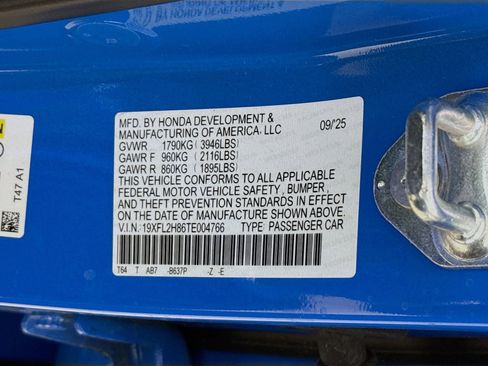 MFD. BY HONDA DEVELOPMENT &
MANUFACTURING OF AMERICA, LLC 09/25
GVWR 1790KG (3946LBS)
GAWR F 960KG (2116LBS)
GAWR R 860KG (1895LBS)
THIS VEHICLE CONFORMS TO ALL APPLICABLE
FEDERAL MOTOR VEHICLE SAFETY, BUMPER,
AND THEFT PREVENTION STANDARDS IN EFFECT
ON THE DATE OF MANUFACTURE SHOWN ABOVE.
V.I.N. 19XFL2H86TE004766 TYPE PASSENGER CAR
T64 T AB7 -B637P -Z -E
T47 A1